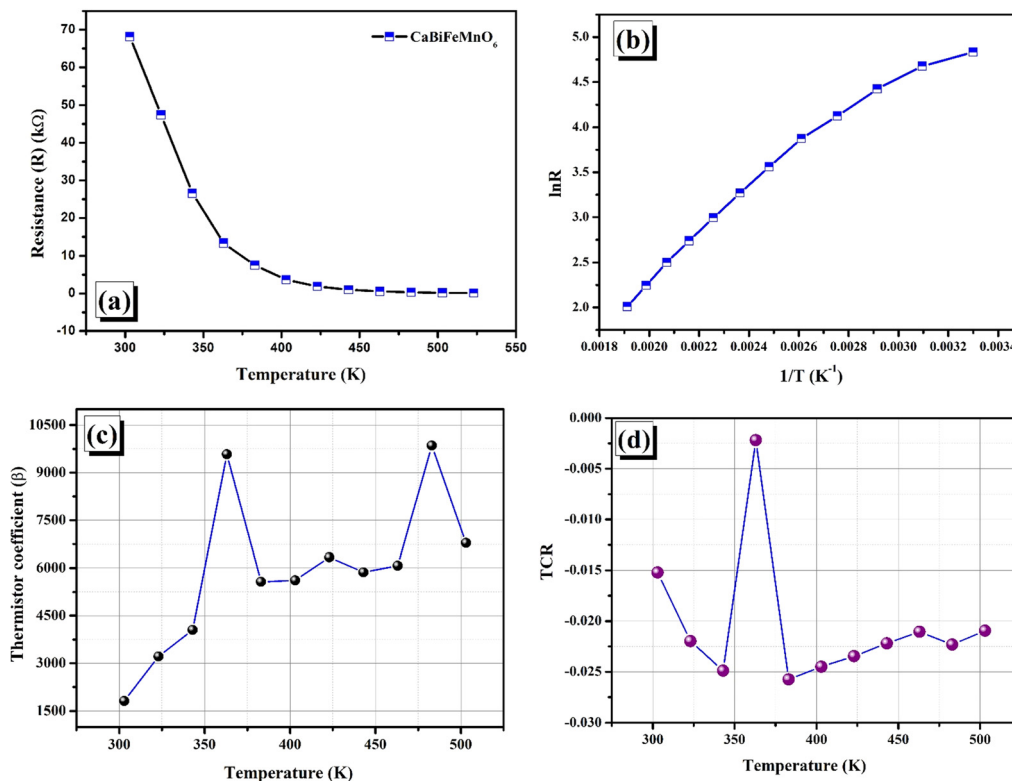 (a)
CaBiFeMnO₆
70
60
50
40
30
20
10
0
-10
300 350 400 450 500 550
Resistance (R) (kΩ)
Temperature (K)
(b)
5.0
4.5
4.0
3.5
3.0
2.5
2.0
0.0018 0.0020 0.0022 0.0024 0.0026 0.0028 0.0030 0.0032 0.0034
lnR
1/T (K⁻¹)
(c)
10500
9000
7500
6000
4500
3000
1500
300 350 400 450 500
Thermistor coefficient (β)
Temperature (K)
(d)
0.000
-0.005
-0.010
-0.015
-0.020
-0.025
-0.030
300 350 400 450 500
TCR
Temperature (K)